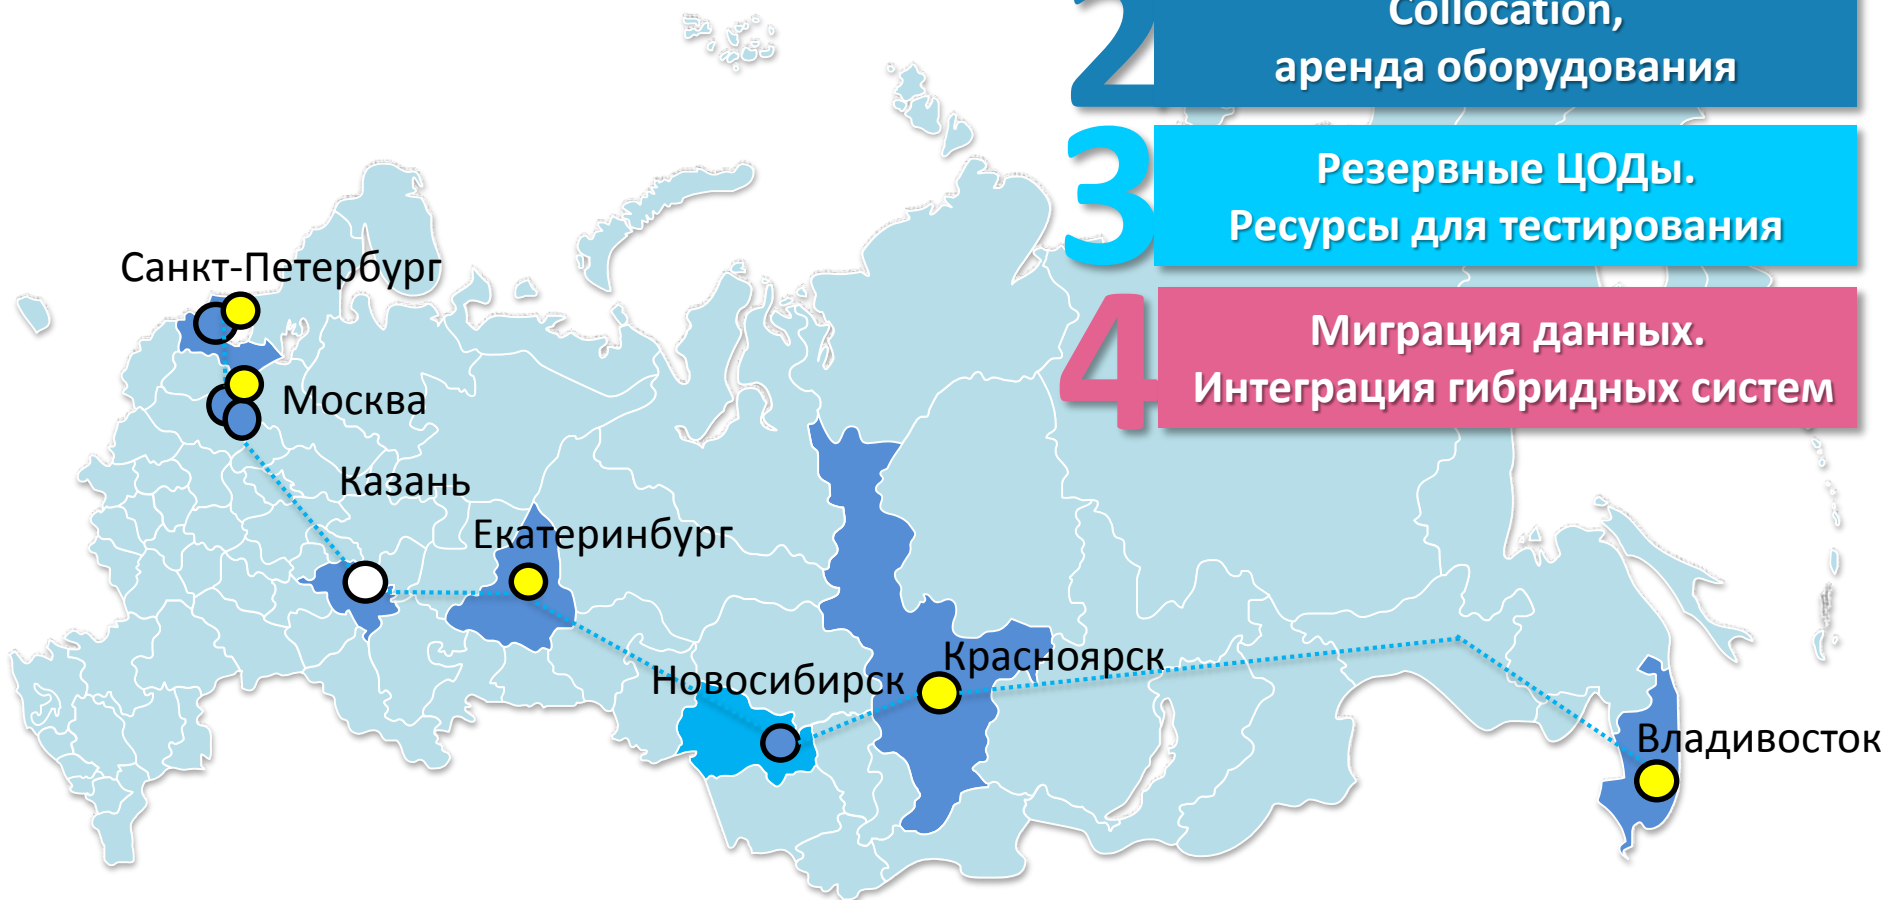 2
Collocation,
аренда оборудования
3
Резервные ЦОДы.
Ресурсы для тестирования
4
Миграция данных.
Интеграция гибридных систем
Санкт-Петербург
Москва
Казань
Екатеринбург
Новосибирск
Красноярск
Владивосток